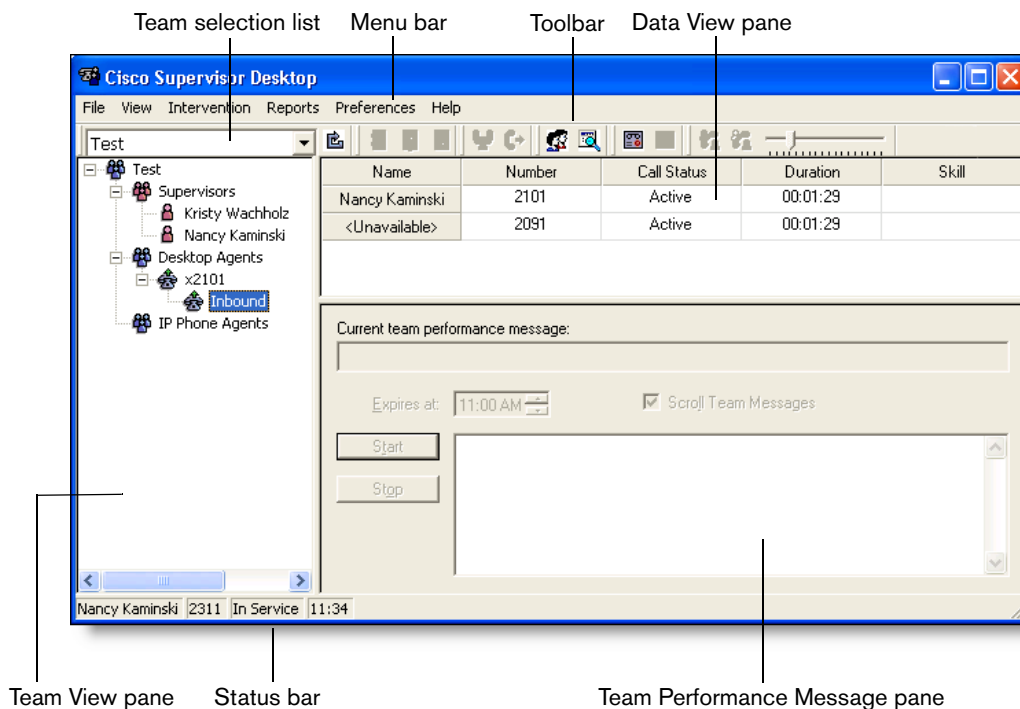 Team selection list Menu bar Toolbar Data View pane
Cisco Supervisor Desktop
File View Intervention Reports Preferences Help
Test
Test
Supervisors
Kristy Wachholz
Nancy Kaminski
Desktop Agents
x2101
Inbound
IP Phone Agents
Name Number Call Status Duration Skill
Nancy Kaminski 2101 Active 00:01:29
<Unavailable> 2091 Active 00:01:29
Current team performance message:
Expires at: 11:00 AM Scroll Team Messages
Start
Stop
Nancy Kaminski 2311 In Service 11:34
Team View pane Status bar Team Performance Message pane